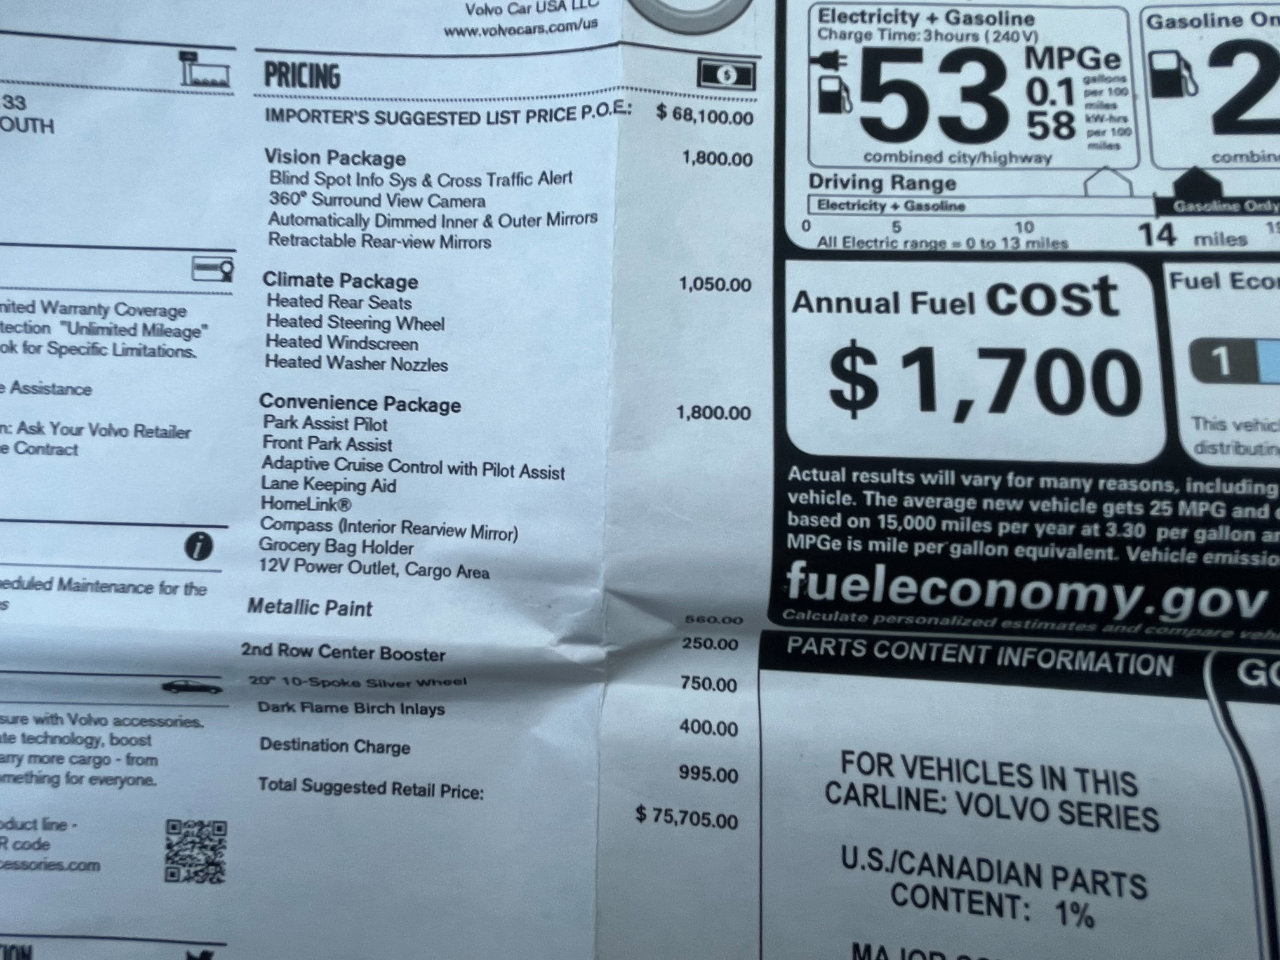 Volvo Car USA LLC
www.volvocars.com/us
33
OUTH
nited Warranty Coverage
tection "Unlimited Mileage"
ok for Specific Limitations.
e Assistance
n: Ask Your Volvo Retailer
e Contract
eduled Maintenance for the
s
sure with Volvo accessories.
ate technology, boost
arry more cargo - from
mething for everyone.
oduct line -
R code
cessories.com
PRICING
IMPORTER'S SUGGESTED LIST PRICE P.O.E: $ 68,100.00
Vision Package 1,800.00
Blind Spot Info Sys & Cross Traffic Alert
360° Surround View Camera
Automatically Dimmed Inner & Outer Mirrors
Retractable Rear-view Mirrors
Climate Package 1,050.00
Heated Rear Seats
Heated Steering Wheel
Heated Windscreen
Heated Washer Nozzles
Convenience Package 1,800.00
Park Assist Pilot
Front Park Assist
Adaptive Cruise Control with Pilot Assist
Lane Keeping Aid
HomeLink®
Compass (Interior Rearview Mirror)
Grocery Bag Holder
12V Power Outlet, Cargo Area
Metallic Paint 560.00
2nd Row Center Booster 250.00
20" 10-Spoke Silver Wheel 750.00
Dark Flame Birch Inlays 400.00
Destination Charge 995.00
Total Suggested Retail Price: $ 75,705.00
Electricity + Gasoline
Charge Time: 3 hours (240 V)
53 MPGe
0.1 gallons per 100 miles
58 kW-hrs per 100 miles
combined city/highway
Gasoline On
2
combin
Driving Range
Electricity + Gasoline
Gasoline Only
0 5 10 14 miles
All Electric range = 0 to 13 miles
Annual Fuel cost
$ 1,700
Fuel Eco
1
This vehic
distributin
Actual results will vary for many reasons, including
vehicle. The average new vehicle gets 25 MPG and
based on 15,000 miles per year at 3.30 per gallon a
MPGe is mile per gallon equivalent. Vehicle emissio
fueleconomy.gov
Calculate personalized estimates and compare veh
PARTS CONTENT INFORMATION
GO
FOR VEHICLES IN THIS
CARLINE: VOLVO SERIES
U.S./CANADIAN PARTS
CONTENT: 1%